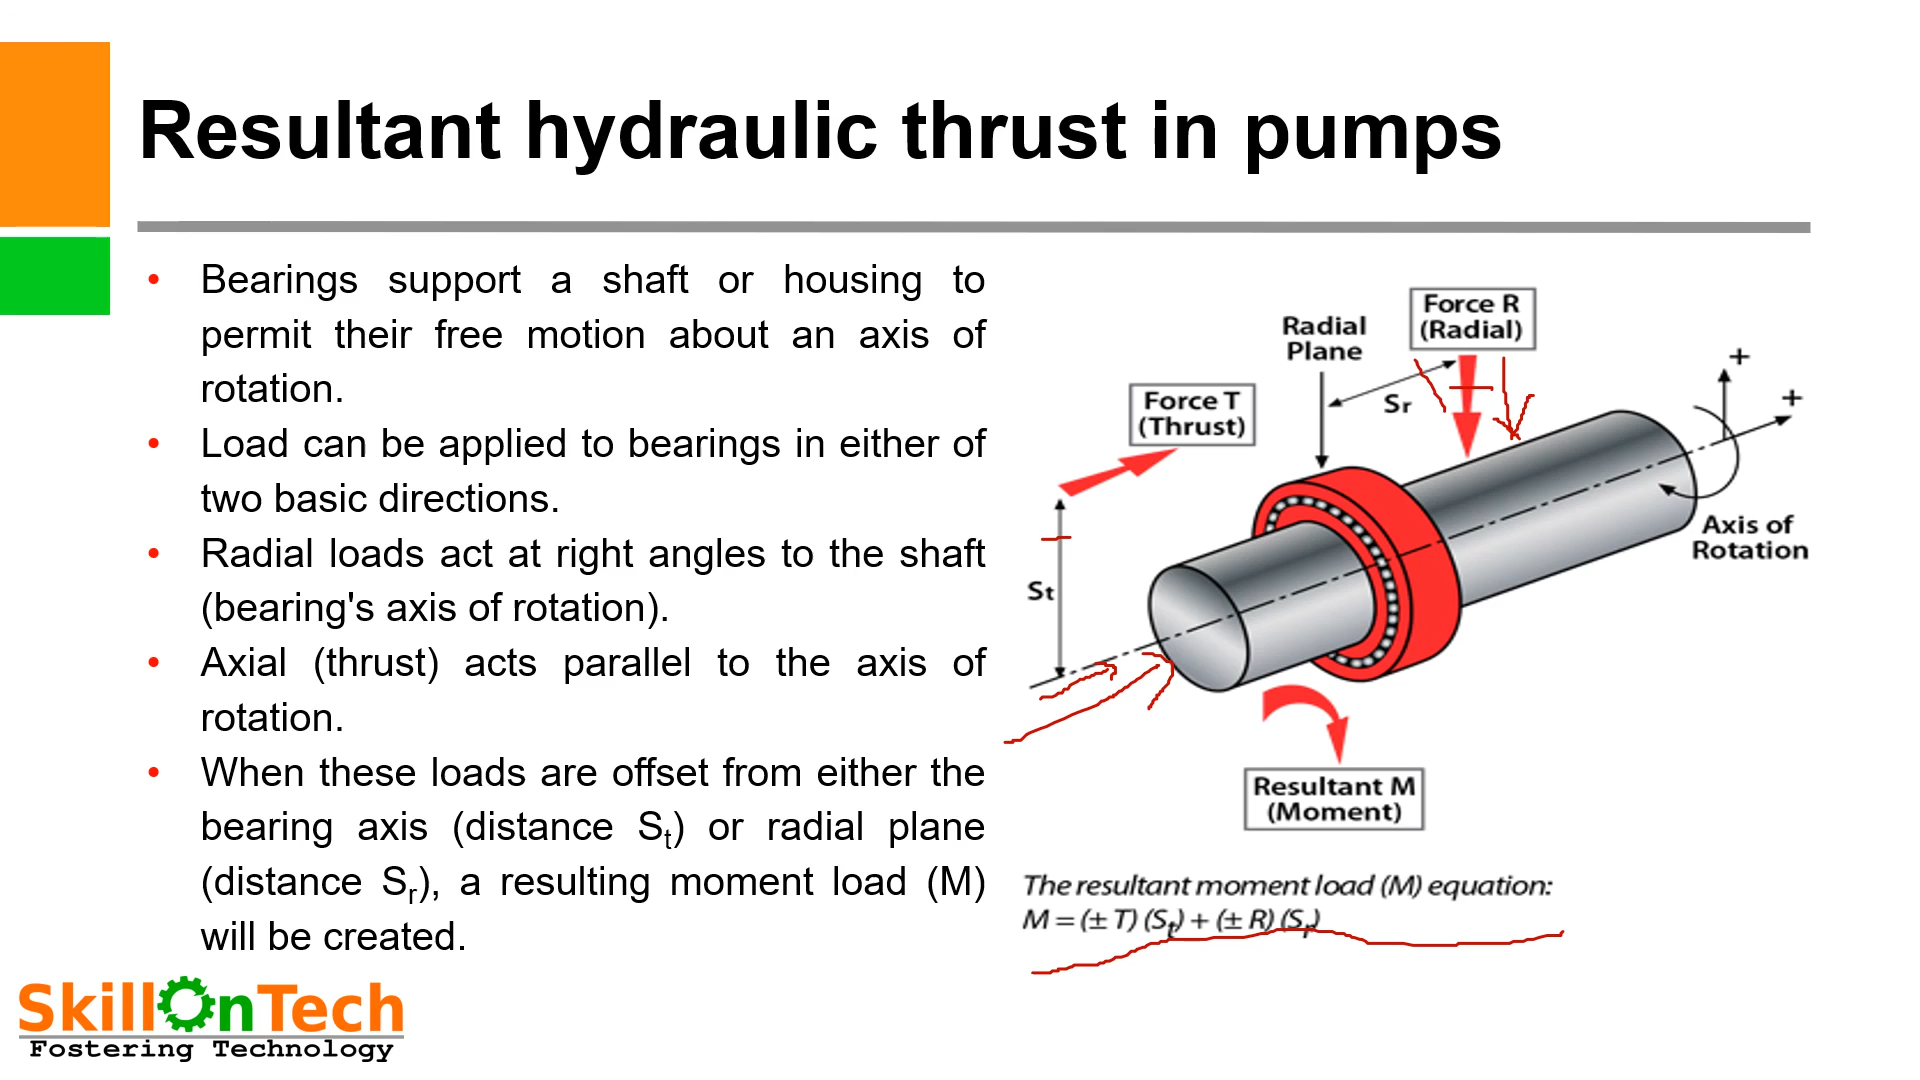 Resultant hydraulic thrust in pumps
• Bearings support a shaft or housing to
permit their free motion about an axis of
rotation.
• Load can be applied to bearings in either of
two basic directions.
• Radial loads act at right angles to the shaft
(bearing's axis of rotation).
• Axial (thrust) acts parallel to the axis of
rotation.
• When these loads are offset from either the
bearing axis (distance St) or radial plane
(distance Sr), a resulting moment load (M)
will be created.
Force R
(Radial)
Radial
Plane
Force T
(Thrust)
Sr
+
+
St
Axis of
Rotation
Resultant M
(Moment)
The resultant moment load (M) equation:
M = (± T) (St) + (± R) (Sr)
SkillOnTech
Fostering Technology